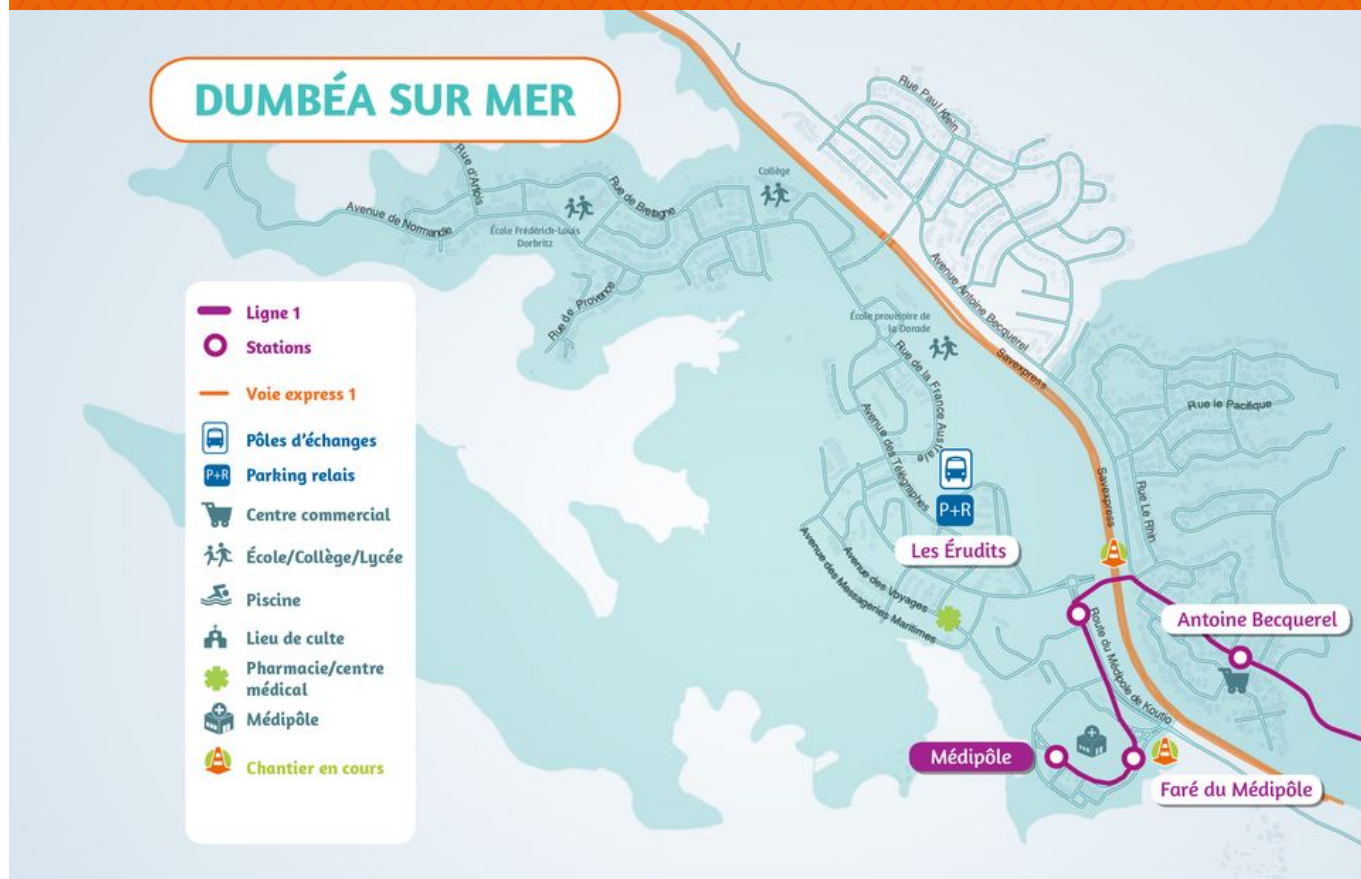 DUMBÉA SUR MER
Rue Paul Klein
Rue d'Artois
Collège
Rue de Bretagne
Avenue de Normandie
École Frédérick-Louis
Dorbritz
Avenue Antoine Becquerel
Rue de Provence
Ligne 1
Stations
Voie express 1
Pôles d'échanges
P+R
Parking relais
Centre commercial
École/Collège/Lycée
Piscine
Lieu de culte
Pharmacie/centre
médical
Médipôle
Chantier en cours
École provisoire de
la Dorade
Savexpress
Rue de la France Australe
Rue le Pacifique
Avenue des Télégraphes
Savexpress
Rue Le Rhin
P+R
Les Érudits
Avenue des Voyages
Avenue des Messageries Maritimes
Antoine Becquerel
Route du Médipole de Koutio
Médipôle
Faré du Médipôle